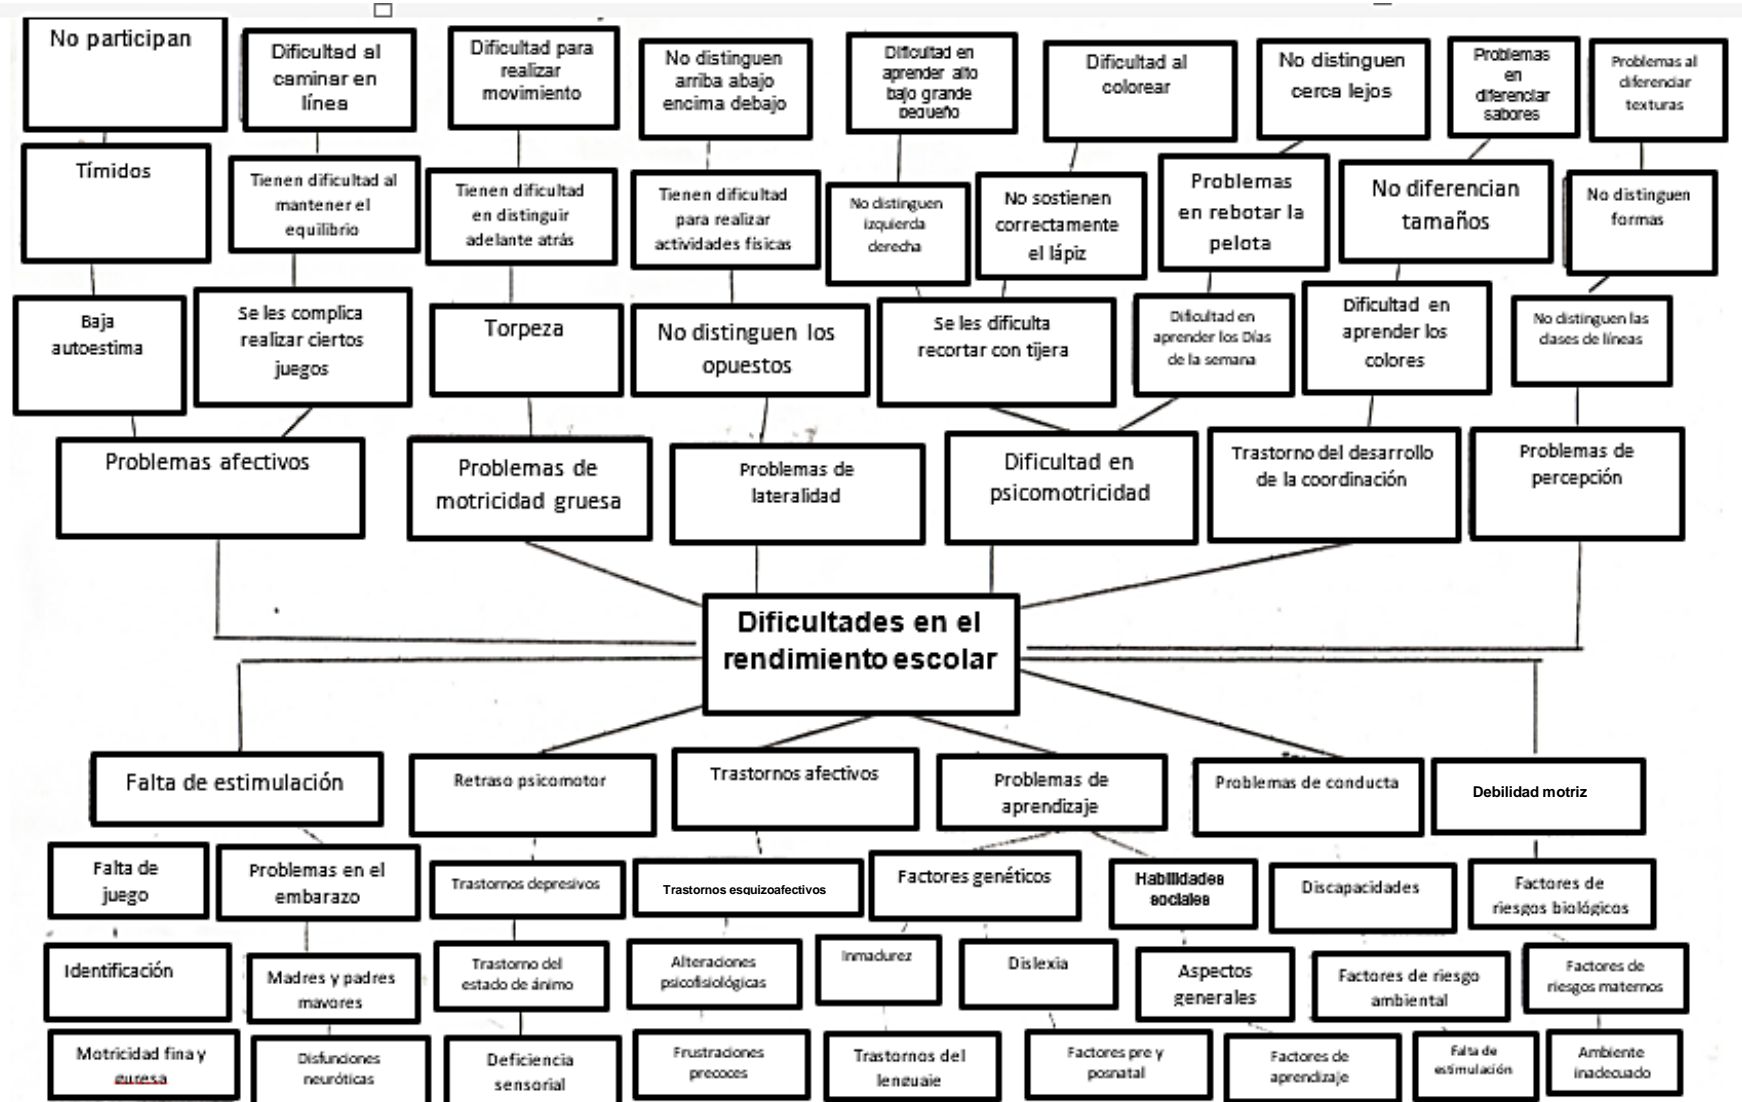 No participan
Dificultad al
caminar en
línea
Dificultad para
realizar
movimiento
No distinguen
arriba abajo
encima debajo
Dificultad en
aprender alto
bajo grande
pequeño
Dificultad al
colorear
No distinguen
cerca lejos
Problemas
en
diferenciar
sabores
Problemas al
diferenciar
texturas
Tímidos
Tienen dificultad al
mantener el
equilibrio
Tienen dificultad
en distinguir
adelante atrás
Tienen dificultad
para realizar
actividades físicas
No distinguen
izquierda
derecha
No sostienen
correctamente
el lápiz
Problemas
en rebotar la
pelota
No diferencian
tamaños
No distinguen
formas
Baja
autoestima
Se les complica
realizar ciertos
juegos
Torpeza
No distinguen los
opuestos
Se les dificulta
recortar con tijera
Dificultad en
aprender los Días
de la semana
Dificultad en
aprender los
colores
No distinguen las
clases de líneas
Problemas afectivos
Problemas de
motricidad gruesa
Problemas de
lateralidad
Dificultad en
psicomotricidad
Trastorno del desarrollo
de la coordinación
Problemas de
percepción
Dificultades en el
rendimiento escolar
Falta de estimulación
Retraso psicomotor
Trastornos afectivos
Problemas de
aprendizaje
Problemas de conducta
Debilidad motriz
Falta de
juego
Problemas en el
embarazo
Trastornos depresivos
Trastornos esquizoafectivos
Factores genéticos
Habilidades
sociales
Discapacidades
Factores de
riesgos biológicos
Identificación
Madres y padres
mayores
Trastorno del
estado de ánimo
Alteraciones
psicofisiológicas
Inmadurez
Dislexia
Aspectos
generales
Factores de riesgo
ambiental
Factores de
riesgos maternos
Motricidad fina y
guresa
Disfunciones
neuróticas
Deficiencia
sensorial
Frustraciones
precoces
Trastornos del
lenguaje
Factores pre y
posnatal
Factores de
aprendizaje
Falta de
estimulación
Ambiente
inadecuado